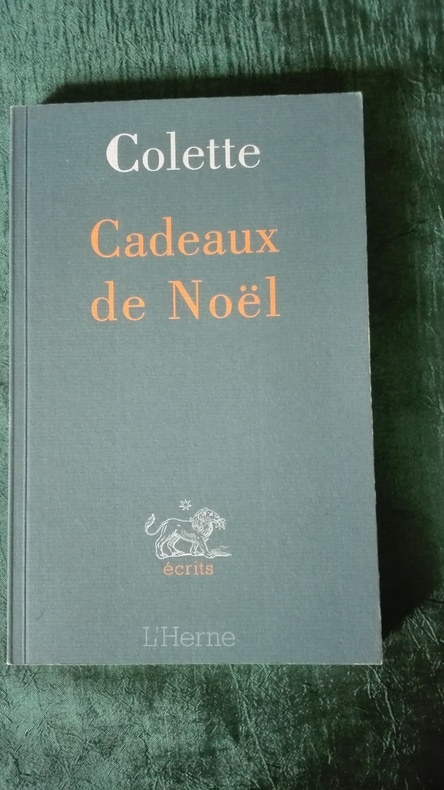 Colette
Cadeaux
de Noël
écrits
L'Herne